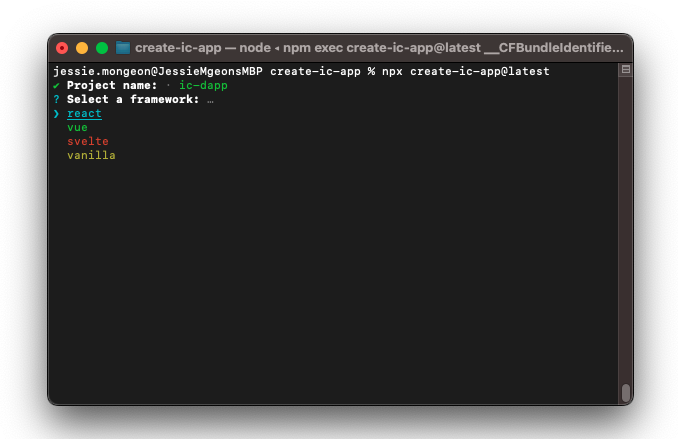 create-ic-app — node ◂ npm exec create-ic-app@latest __CFBundleIdentifie...
jessie.mongeon@JessieMgeonsMBP create-ic-app % npx create-ic-app@latest
✔ Project name: · ic-dapp
? Select a framework: …
❯ react
vue
svelte
vanilla